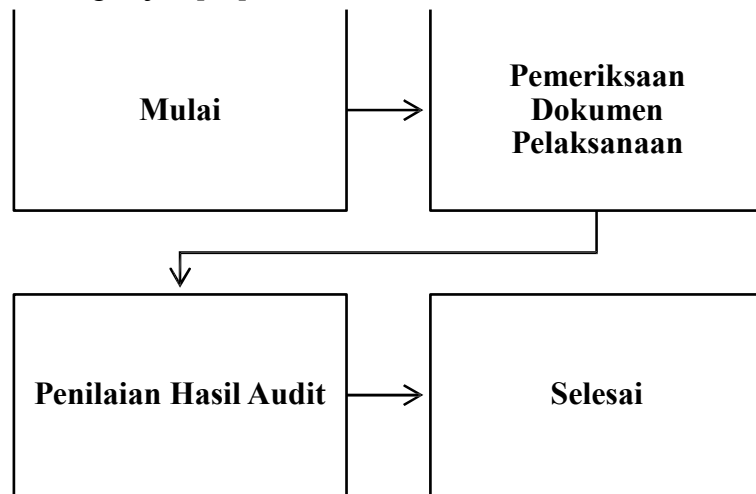 Mulai
Pemeriksaan
Dokumen
Pelaksanaan
Penilaian Hasil Audit
Selesai